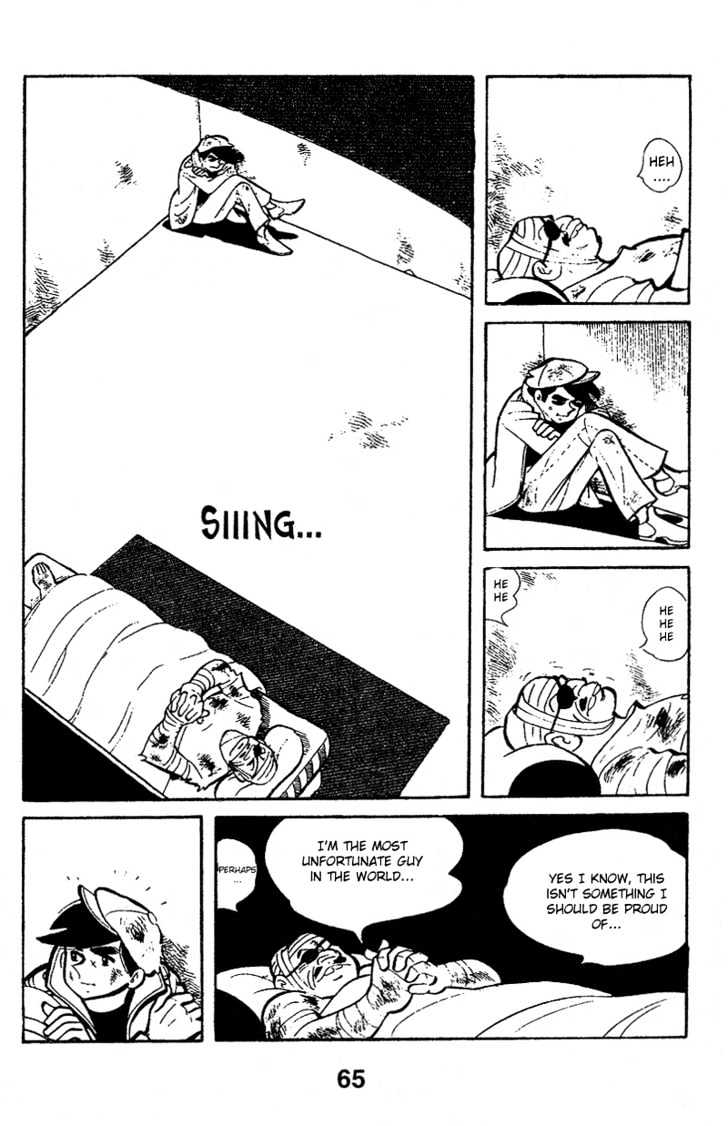 SIIING...
HEH
....
HE
HE
HE
HE
HE
PERHAPS
...
I'M THE MOST
UNFORTUNATE GUY
IN THE WORLD...
YES I KNOW, THIS
ISN'T SOMETHING I
SHOULD BE PROUD
OF...
65